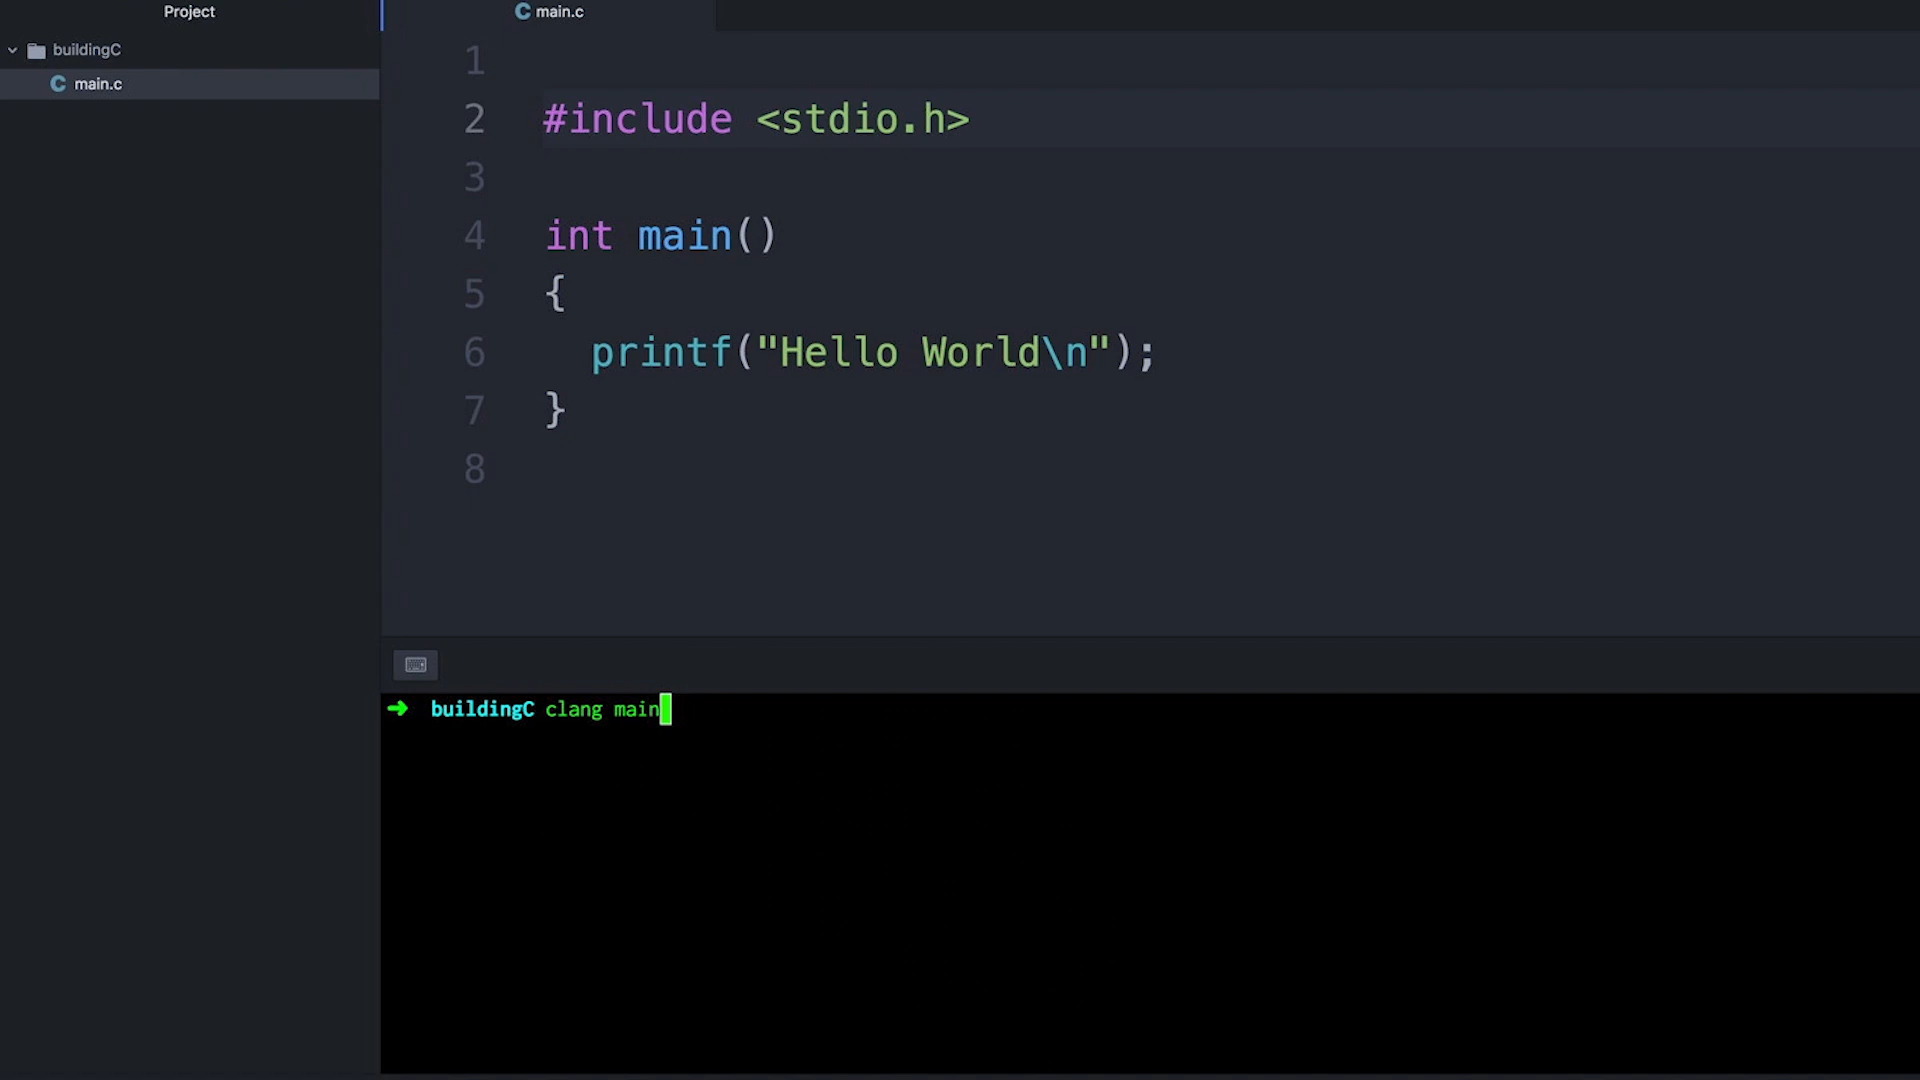 Project
buildingC
main.c
main.c
1
2 #include <stdio.h>
3
4 int main()
5 {
6 printf("Hello World\n");
7 }
8
➜ buildingC clang main